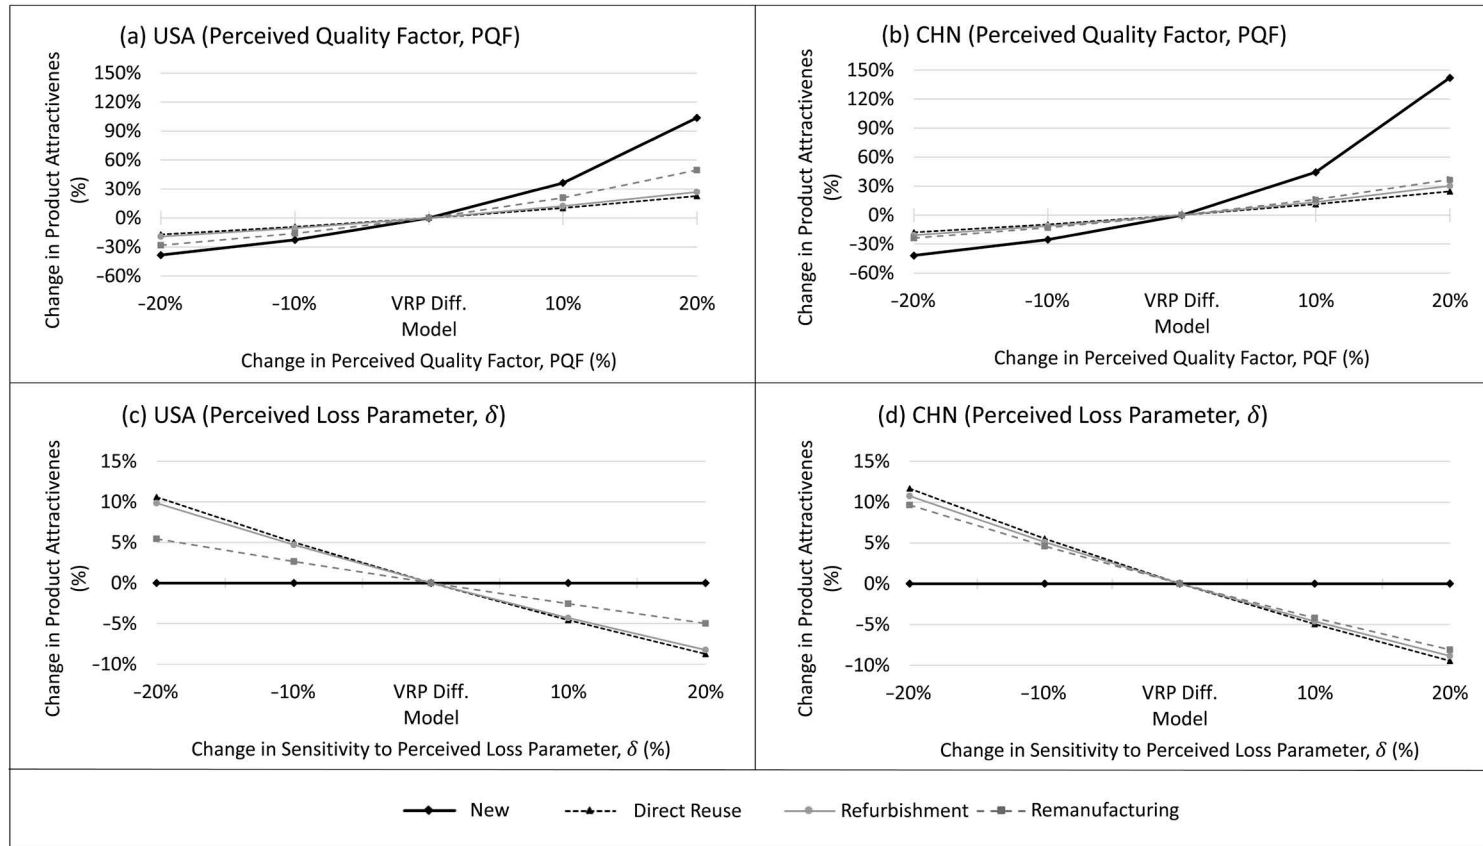 (a) USA (Perceived Quality Factor, PQF)
Change in Product Attractivenes
(%)
150%
120%
90%
60%
30%
0%
−30%
−60%
−20%
−10%
VRP Diff.
Model
10%
20%
Change in Perceived Quality Factor, PQF (%)
(b) CHN (Perceived Quality Factor, PQF)
Change in Product Attractivenes
(%)
150%
120%
90%
60%
30%
0%
−30%
−60%
−20%
−10%
VRP Diff.
Model
10%
20%
Change in Perceived Quality Factor, PQF (%)
(c) USA (Perceived Loss Parameter, δ)
Change in Product Attractivenes
(%)
15%
10%
5%
0%
−5%
−10%
−20%
−10%
VRP Diff.
Model
10%
20%
Change in Sensitivity to Perceived Loss Parameter, δ (%)
(d) CHN (Perceived Loss Parameter, δ)
Change in Product Attractivenes
(%)
15%
10%
5%
0%
−5%
−10%
−20%
−10%
VRP Diff.
Model
10%
20%
Change in Sensitivity to Perceived Loss Parameter, δ (%)
New
Direct Reuse
Refurbishment
Remanufacturing